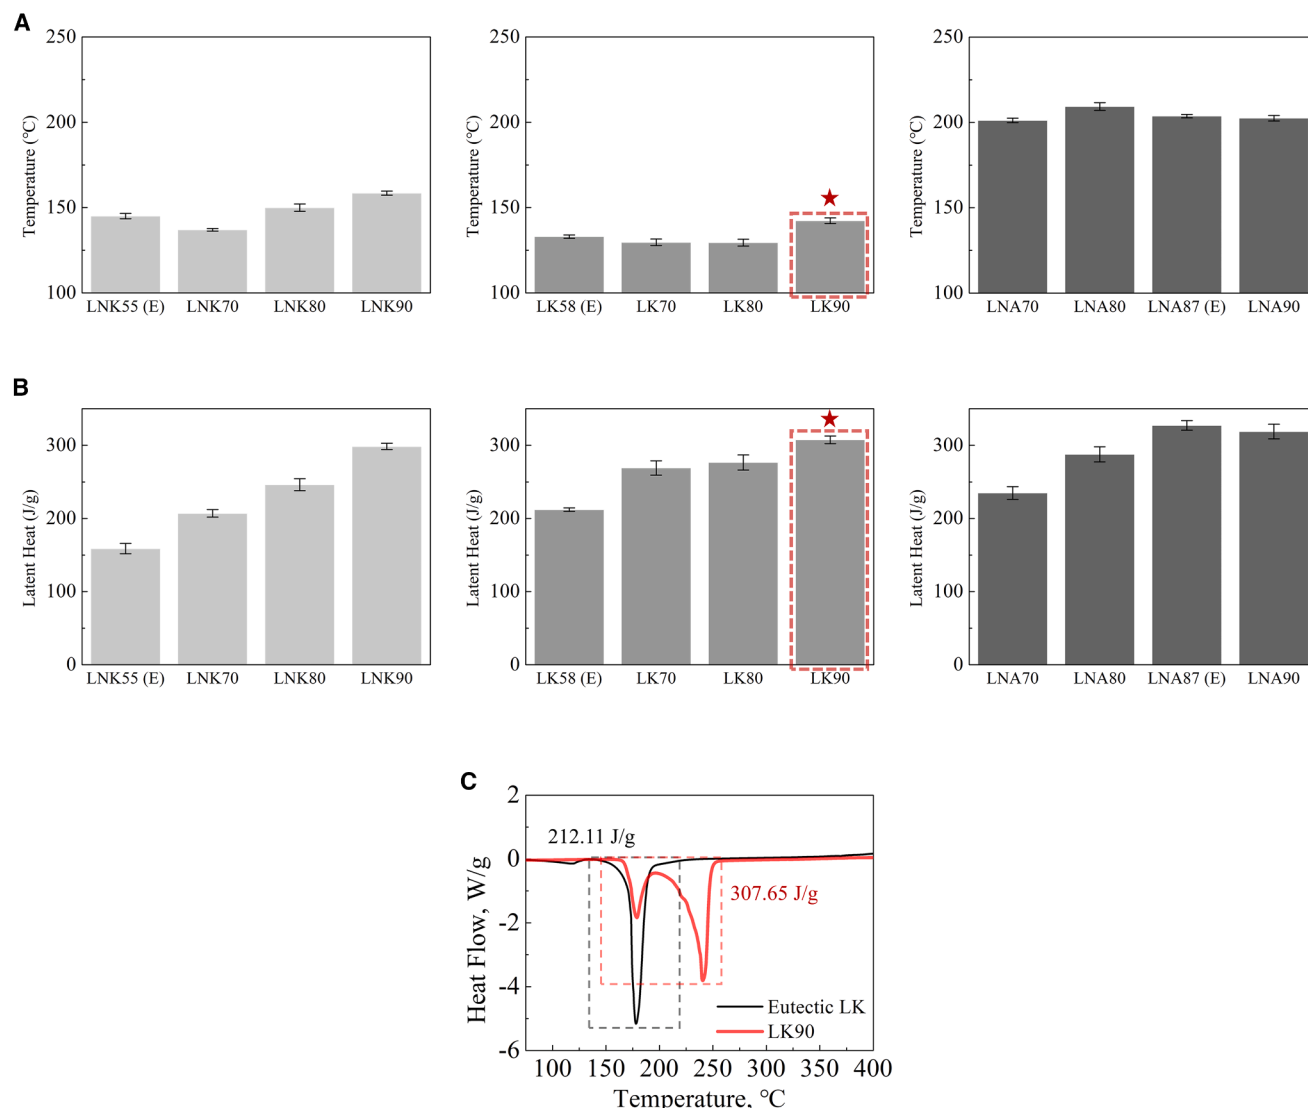 A
250
200
150
100
Temperature (℃)
LNK55 (E) LNK70 LNK80 LNK90
250
200
150
100
Temperature (℃)
LK58 (E) LK70 LK80 LK90
250
200
150
100
Temperature (℃)
LNA70 LNA80 LNA87 (E) LNA90
B
300
200
100
0
Latent Heat (J/g)
LNK55 (E) LNK70 LNK80 LNK90
300
200
100
0
Latent Heat (J/g)
LK58 (E) LK70 LK80 LK90
300
200
100
0
Latent Heat (J/g)
LNA70 LNA80 LNA87 (E) LNA90
C
2
0
-2
-4
-6
Heat Flow, W/g
212.11 J/g
307.65 J/g
Eutectic LK
LK90
100 150 200 250 300 350 400
Temperature, ℃